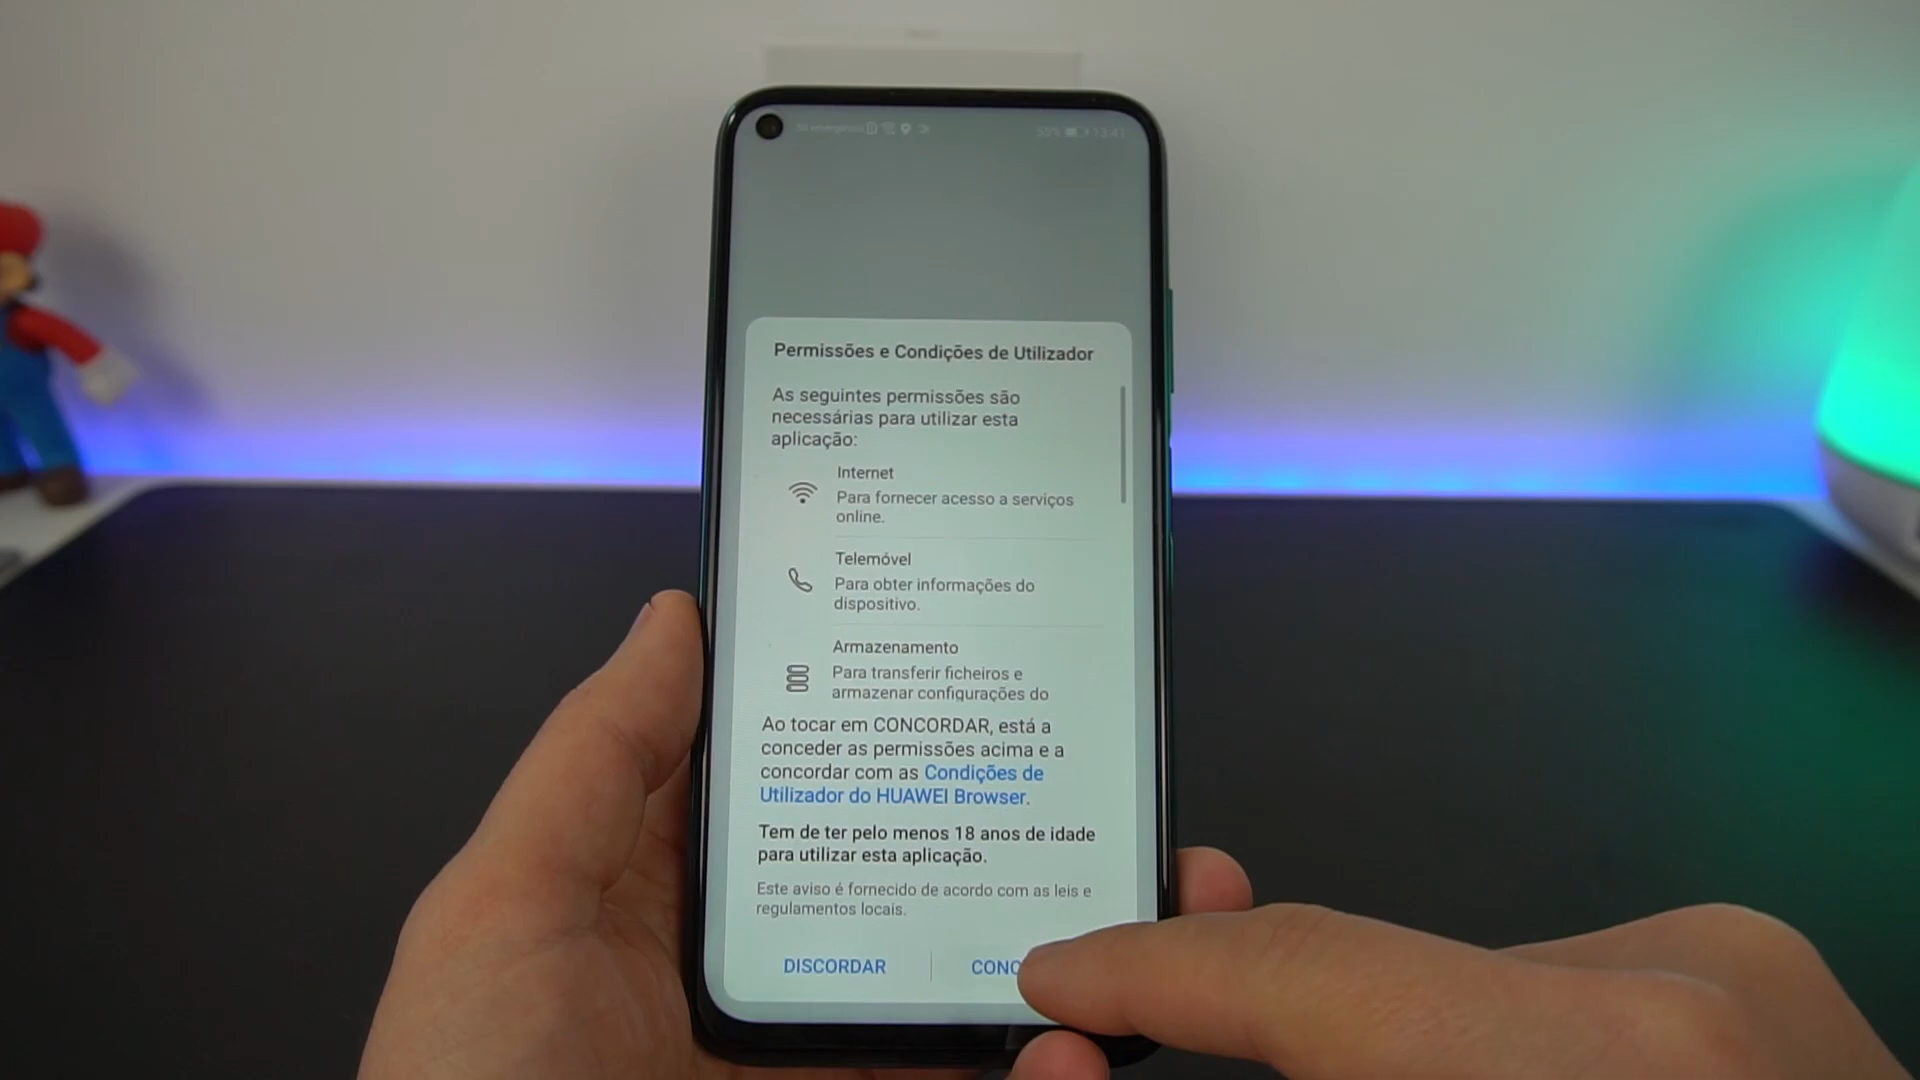 55% 13:41
Permissões e Condições de Utilizador
As seguintes permissões são
necessárias para utilizar esta
aplicação:
Internet
Para fornecer acesso a serviços
online.
Telemóvel
Para obter informações do
dispositivo.
Armazenamento
Para transferir ficheiros e
armazenar configurações do
Ao tocar em CONCORDAR, está a
conceder as permissões acima e a
concordar com as Condições de
Utilizador do HUAWEI Browser.
Tem de ter pelo menos 18 anos de idade
para utilizar esta aplicação.
Este aviso é fornecido de acordo com as leis e
regulamentos locais.
DISCORDAR CONC